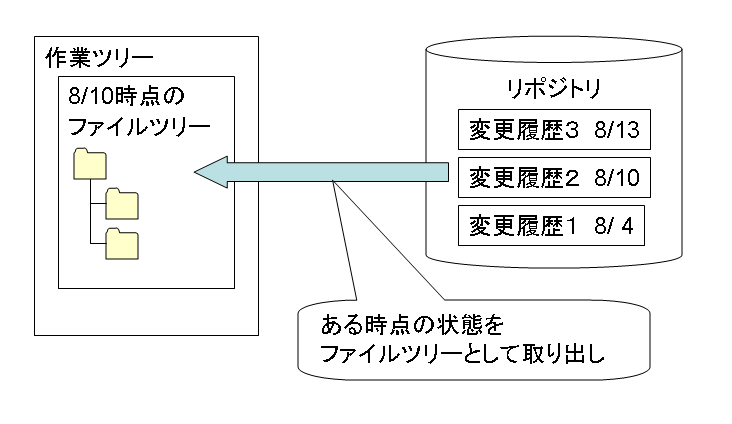 作業ツリー
8/10時点の
ファイルツリー
リポジトリ
変更履歴３ 8/13
変更履歴２ 8/10
変更履歴１ 8/ 4
ある時点の状態を
ファイルツリーとして取り出し